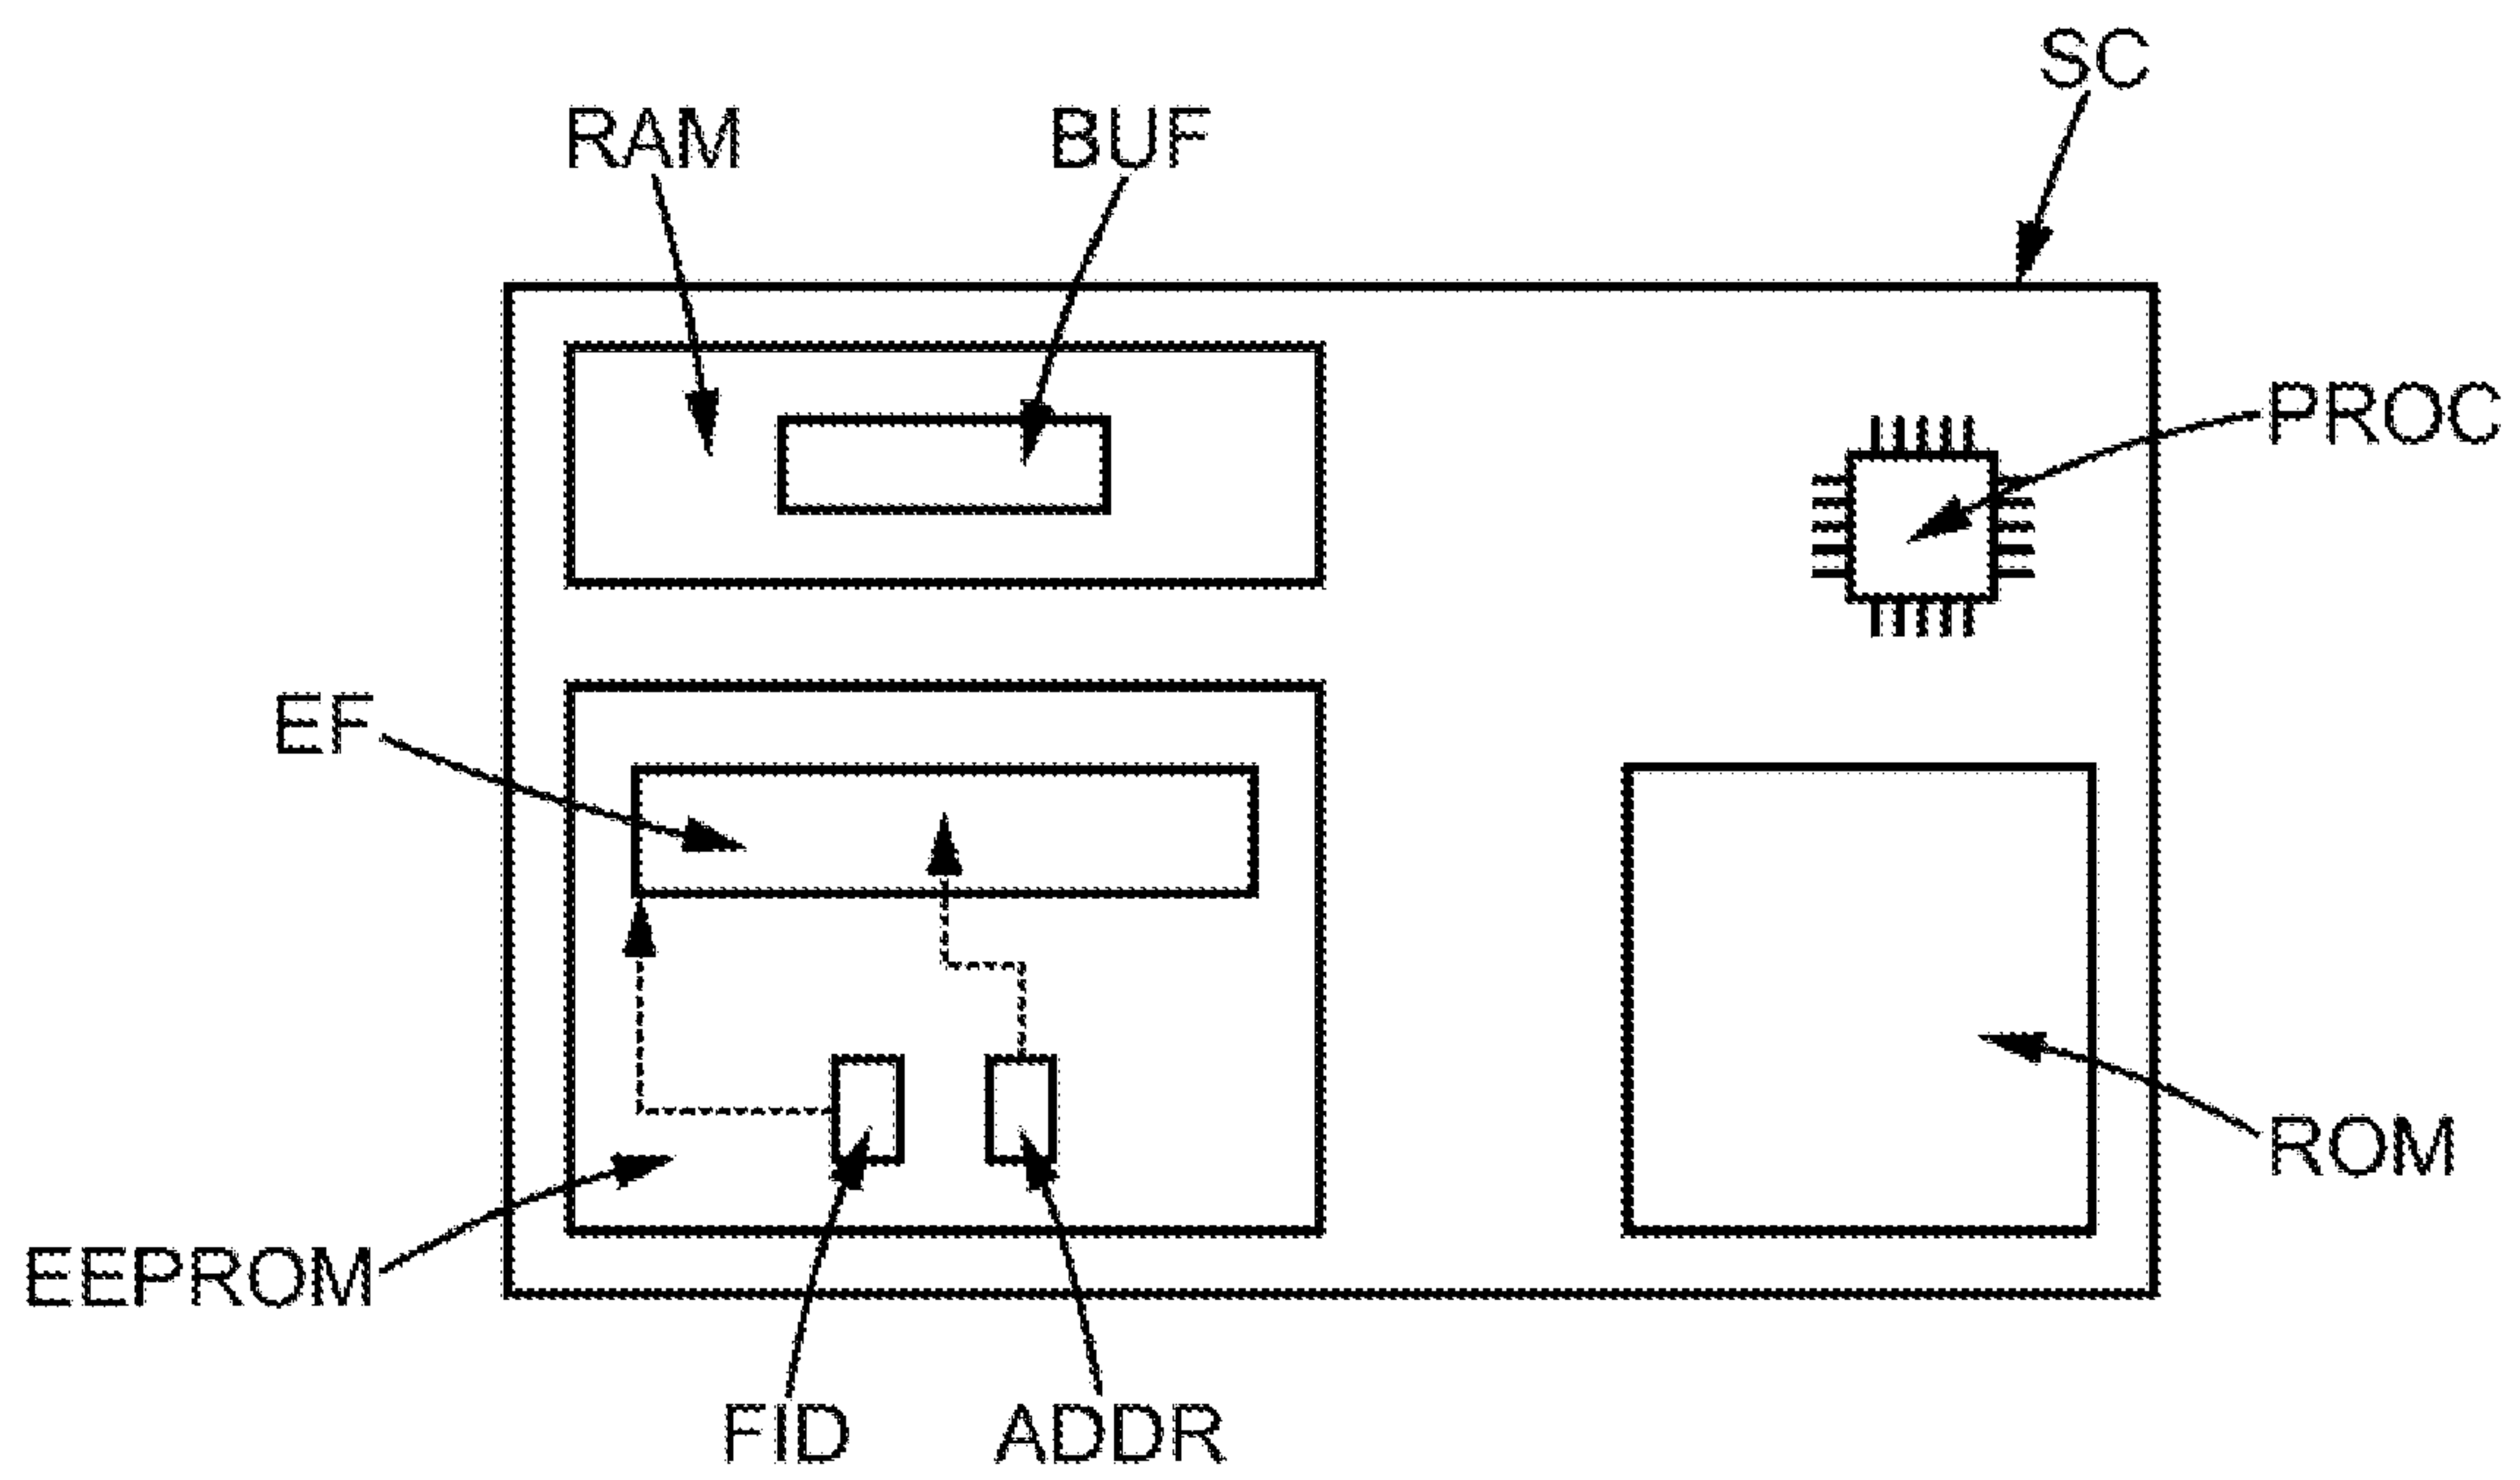 SC
RAM
BUF
PROC
EF
ROM
EEPROM
FID
ADDR